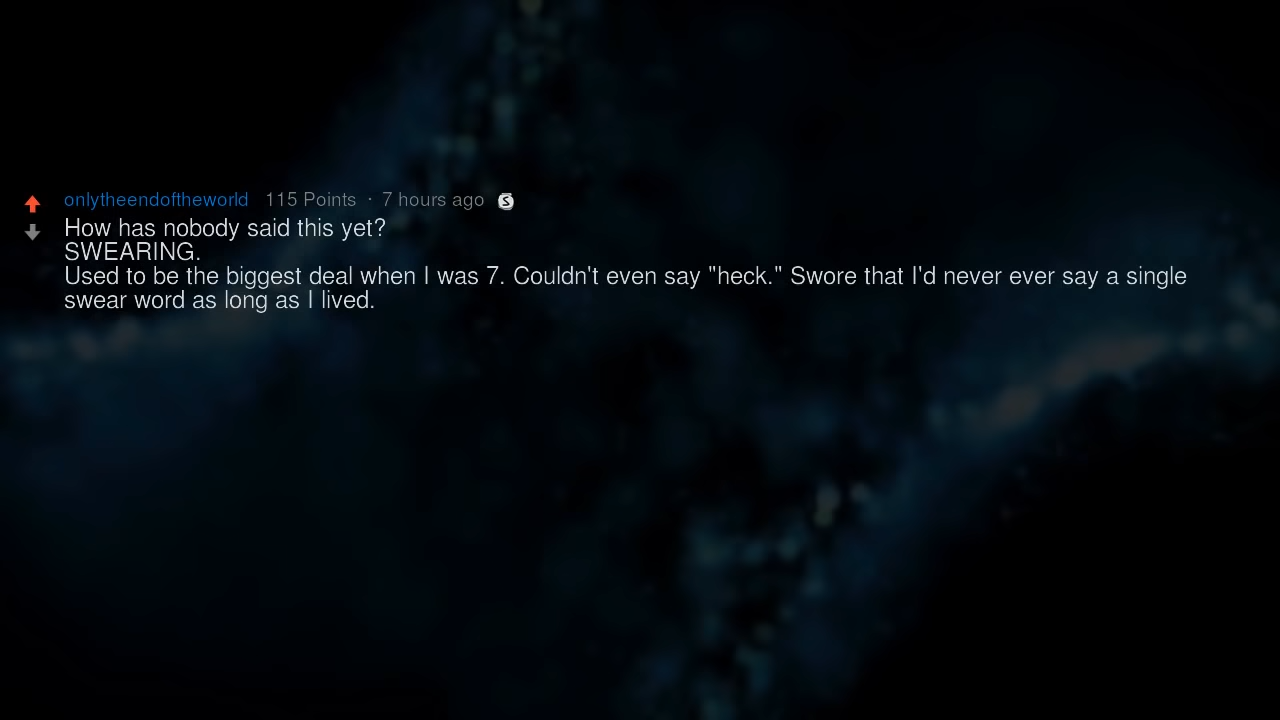 onlytheendoftheworld 115 Points · 7 hours ago
How has nobody said this yet?
SWEARING.
Used to be the biggest deal when I was 7. Couldn't even say "heck." Swore that I'd never ever say a single
swear word as long as I lived.